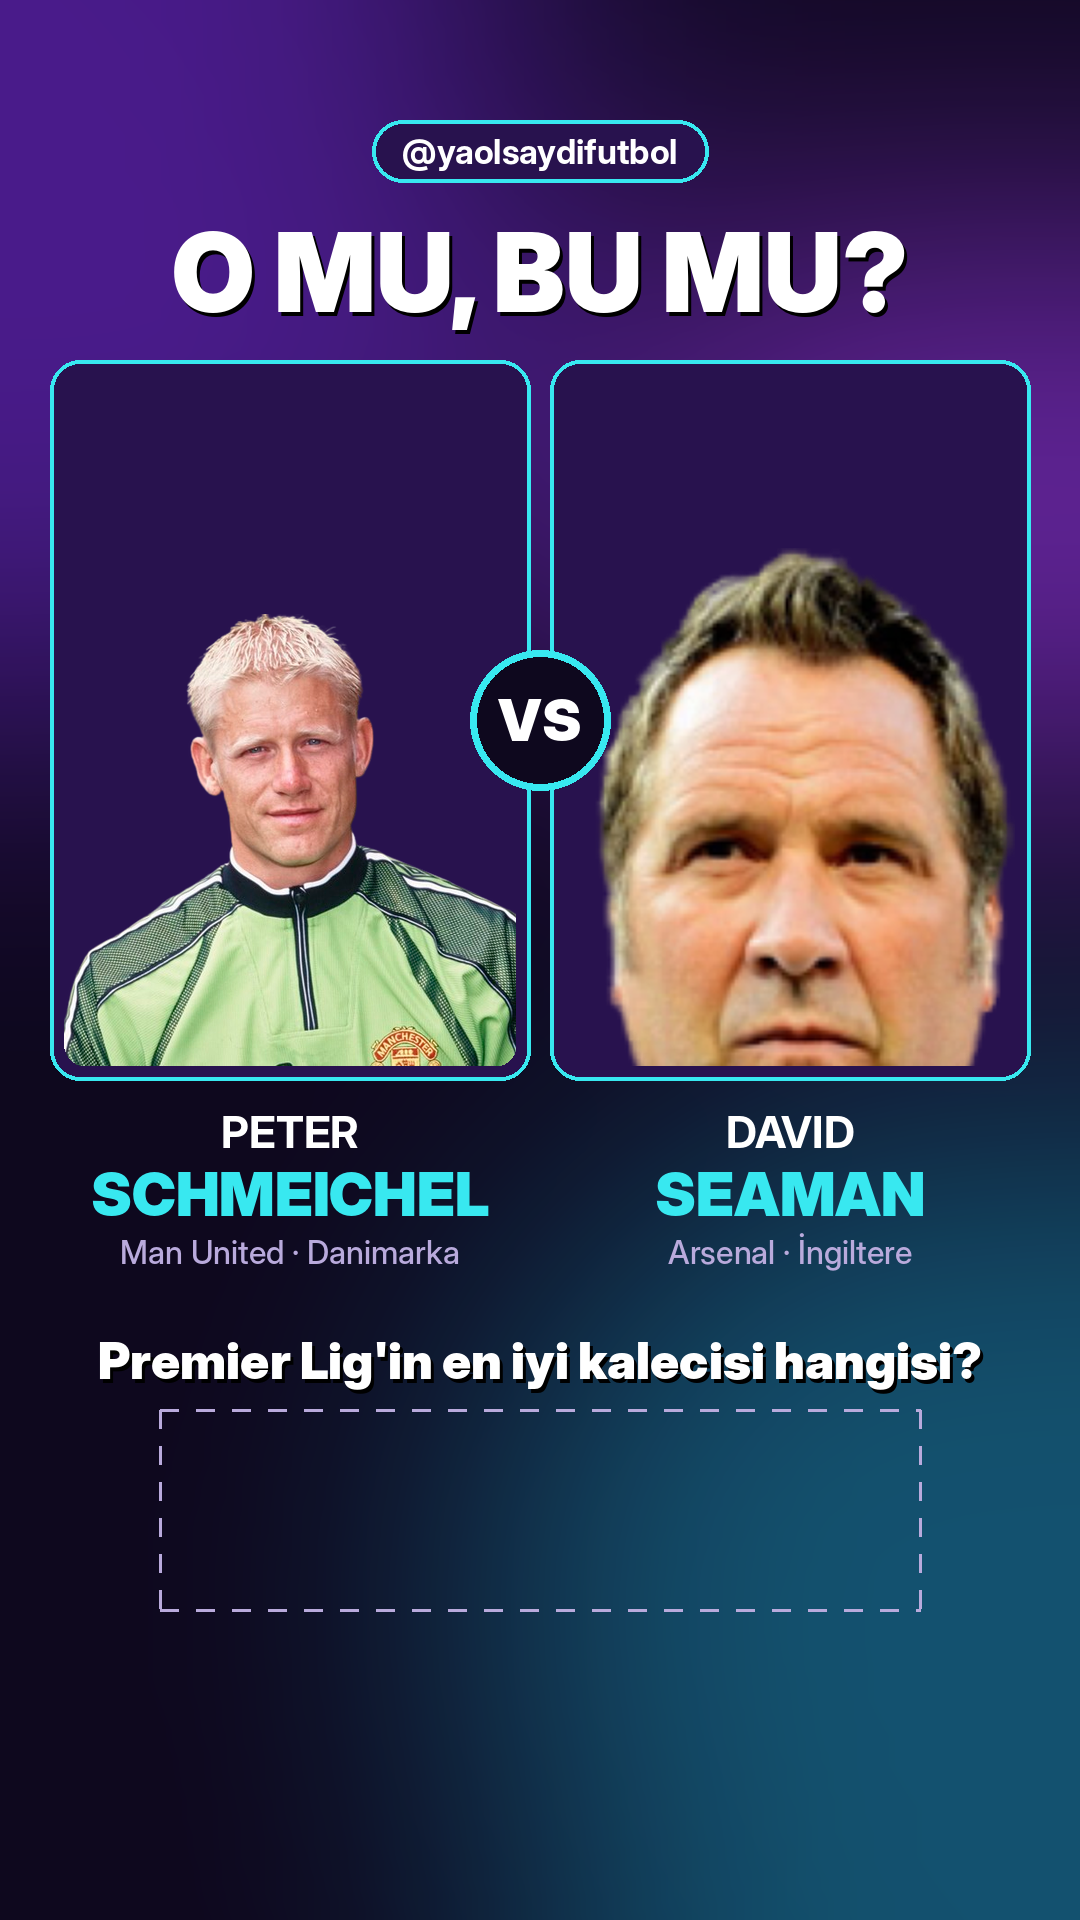 @yaolsaydifutbol
O MU, BU MU?
VS
MANCHESTER
PETER
SCHMEICHEL
Man United · Danimarka
DAVID
SEAMAN
Arsenal · İngiltere
Premier Lig'in en iyi kalecisi hangisi?